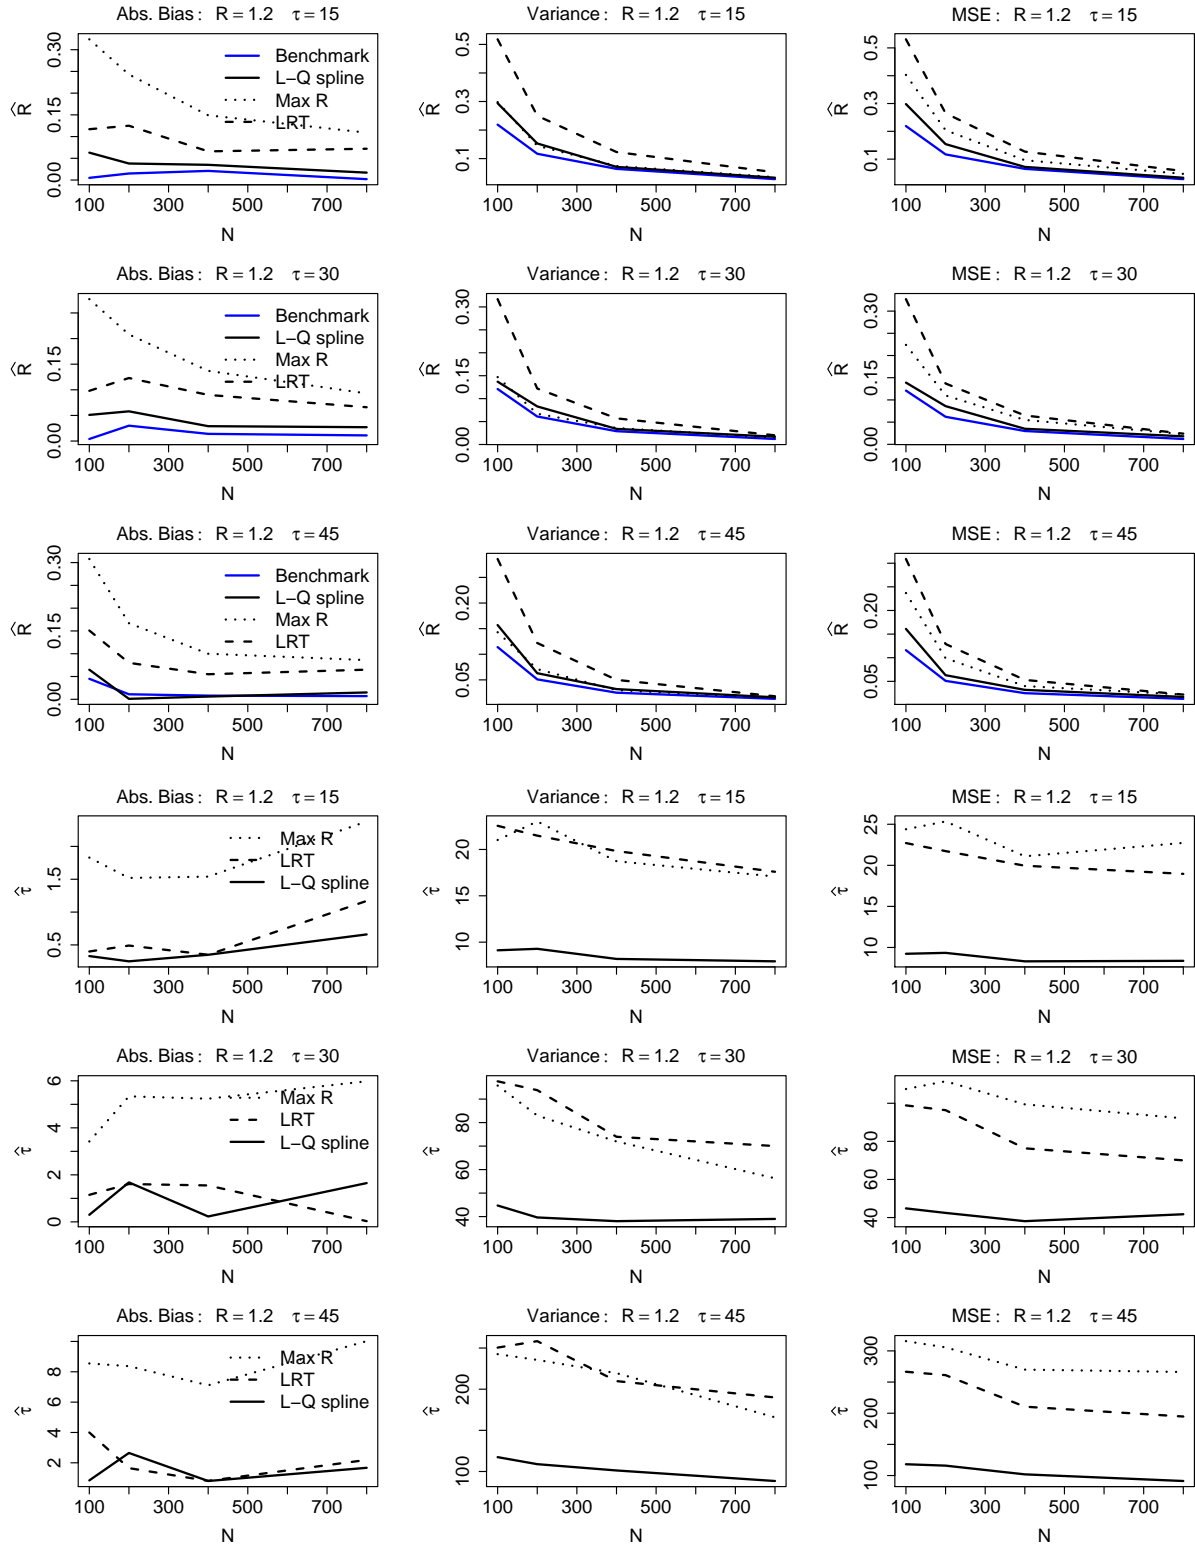 Abs. Bias : R = 1.2 τ = 15
R̂
0.30
0.15
0.00
Benchmark
L−Q spline
Max R
LRT
100 300 500 700
N
Variance : R = 1.2 τ = 15
R̂
0.5
0.3
0.1
100 300 500 700
N
MSE : R = 1.2 τ = 15
R̂
0.5
0.3
0.1
100 300 500 700
N
Abs. Bias : R = 1.2 τ = 30
R̂
0.15
0.00
Benchmark
L−Q spline
Max R
LRT
100 300 500 700
N
Variance : R = 1.2 τ = 30
R̂
0.30
0.15
0.00
100 300 500 700
N
MSE : R = 1.2 τ = 30
R̂
0.30
0.15
0.00
100 300 500 700
N
Abs. Bias : R = 1.2 τ = 45
R̂
0.30
0.15
0.00
Benchmark
L−Q spline
Max R
LRT
100 300 500 700
N
Variance : R = 1.2 τ = 45
R̂
0.20
0.05
100 300 500 700
N
MSE : R = 1.2 τ = 45
R̂
0.20
0.05
100 300 500 700
N
Abs. Bias : R = 1.2 τ = 15
τ̂
1.5
0.5
Max R
LRT
L−Q spline
100 300 500 700
N
Variance : R = 1.2 τ = 15
τ̂
20
15
10
100 300 500 700
N
MSE : R = 1.2 τ = 15
τ̂
25
20
15
10
100 300 500 700
N
Abs. Bias : R = 1.2 τ = 30
τ̂
6
4
2
0
Max R
LRT
L−Q spline
100 300 500 700
N
Variance : R = 1.2 τ = 30
τ̂
80
60
40
100 300 500 700
N
MSE : R = 1.2 τ = 30
τ̂
80
60
40
100 300 500 700
N
Abs. Bias : R = 1.2 τ = 45
τ̂
8
6
4
2
Max R
LRT
L−Q spline
100 300 500 700
N
Variance : R = 1.2 τ = 45
τ̂
200
100
100 300 500 700
N
MSE : R = 1.2 τ = 45
τ̂
300
200
100
100 300 500 700
N